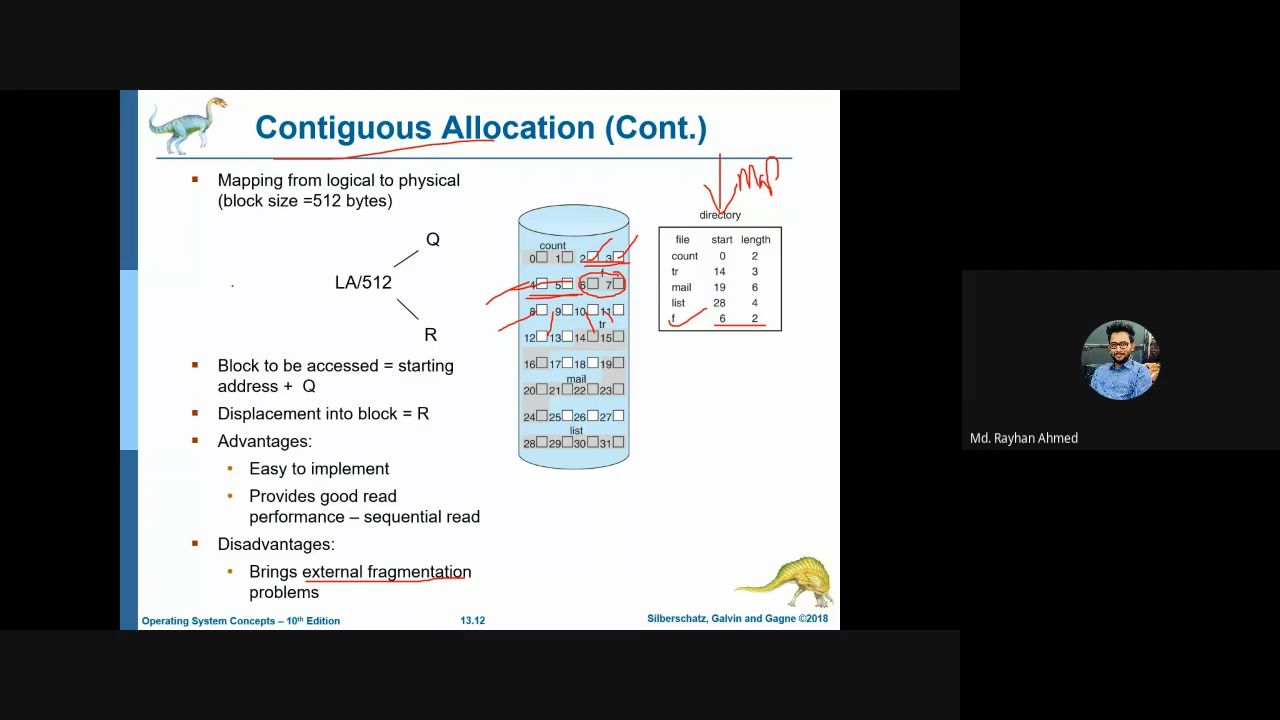 Contiguous Allocation (Cont.)
Mapping from logical to physical
(block size =512 bytes)
Q
LA/512
R
Block to be accessed = starting
address + Q
Displacement into block = R
Advantages:
Easy to implement
Provides good read
performance – sequential read
Disadvantages:
Brings external fragmentation
problems
count
0 1 2 3
f
4 5 6 7
8 9 10 11
tr
12 13 14 15
16 17 18 19
mail
20 21 22 23
24 25 26 27
list
28 29 30 31
Map
directory
file start length
count 0 2
tr 14 3
mail 19 6
list 28 4
f 6 2
Operating System Concepts – 10th Edition
13.12
Silberschatz, Galvin and Gagne ©2018
Md. Rayhan Ahmed